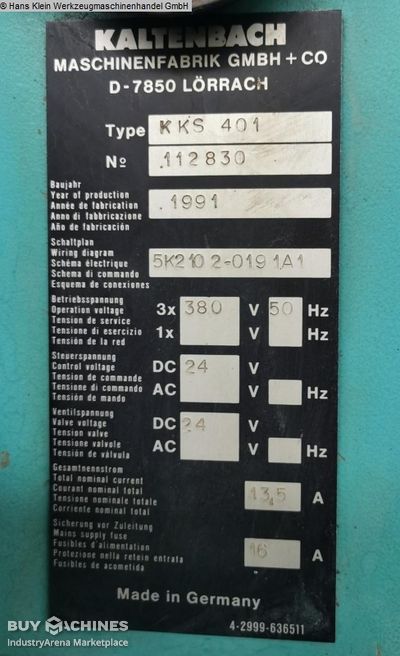 © Hans Klein Werkzeugmaschinenhandel GmbH
KALTENBACH
MASCHINENFABRIK GMBH + CO
D-7850 LÖRRACH
Type KKS 401
No 112830
Baujahr
Year of production
Année de fabrication
Anno di fabbricazione
Año de fabricación
1991
Schaltplan
Wiring diagram
Schéma électrique
Schema di comando
Esquema de conexiones
5K2102-0191A1
Betriebsspannung
Operation voltage
Tension de service
Tensione di esercizio
Tensión de la red
3x 380 V 50 Hz
1x V Hz
Steuerspannung
Control voltage
Tension de commande
Tensione di comando
Tensión de mando
DC 24 V
AC V Hz
Ventilspannung
Valve voltage
Tension valve
Tensione valvole
Tensión de válvula
DC 24 V
AC V Hz
Gesamtnennstrom
Total nominal current
Courant nominal total
Tensione nominale totale
Corriente nominal total
13,5 A
Sicherung vor Zuleitung
Mains supply fuse
Fusibles d'alimentation
Protezione nella retein entrata
Fusibles de acometida
16 A
Made in Germany
4-2999-636511
BUY MACHINES
IndustryArena Marketplace